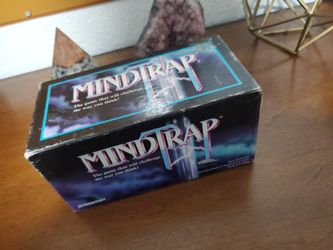 MINDTRAP
The game that will challenge
the way you think!
MINDTRAP
The game that will challenge
the way you think!